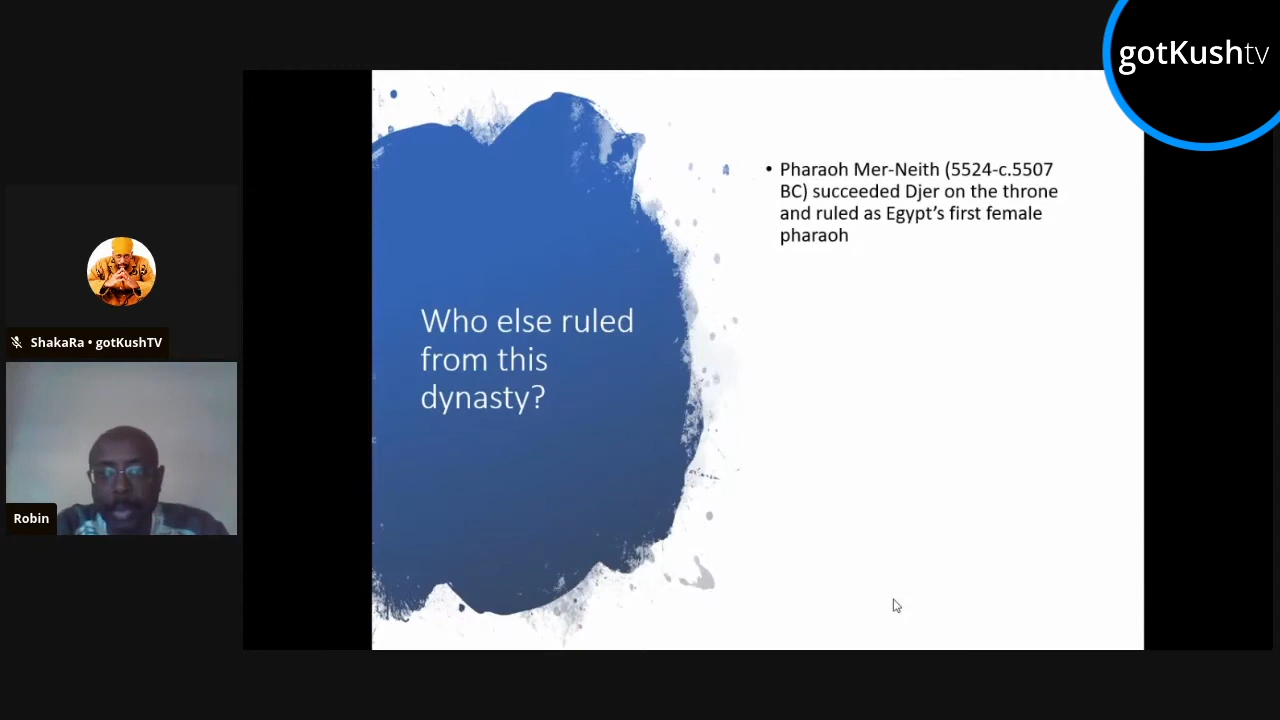 gotKushtv
• Pharaoh Mer-Neith (5524-c.5507
BC) succeeded Djer on the throne
and ruled as Egypt’s first female
pharaoh
Who else ruled
from this
dynasty?
ShakaRa • gotKushTV
Robin